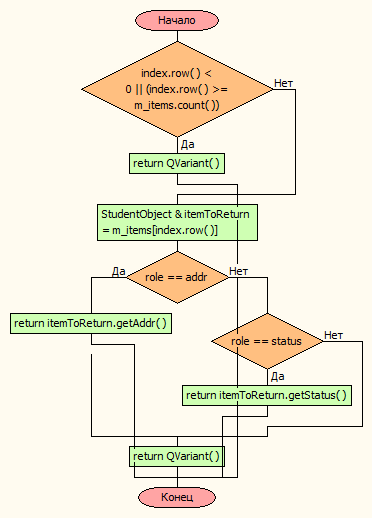 Начало
index.row( ) <
0 || (index.row( ) >=
m_items.count( ))
Нет
Да
return QVariant( )
StudentObject & itemToReturn
= m_items[index.row( )]
Да
role == addr
Нет
return itemToReturn.getAddr( )
role == status
Нет
Да
return itemToReturn.getStatus( )
return QVariant( )
Конец